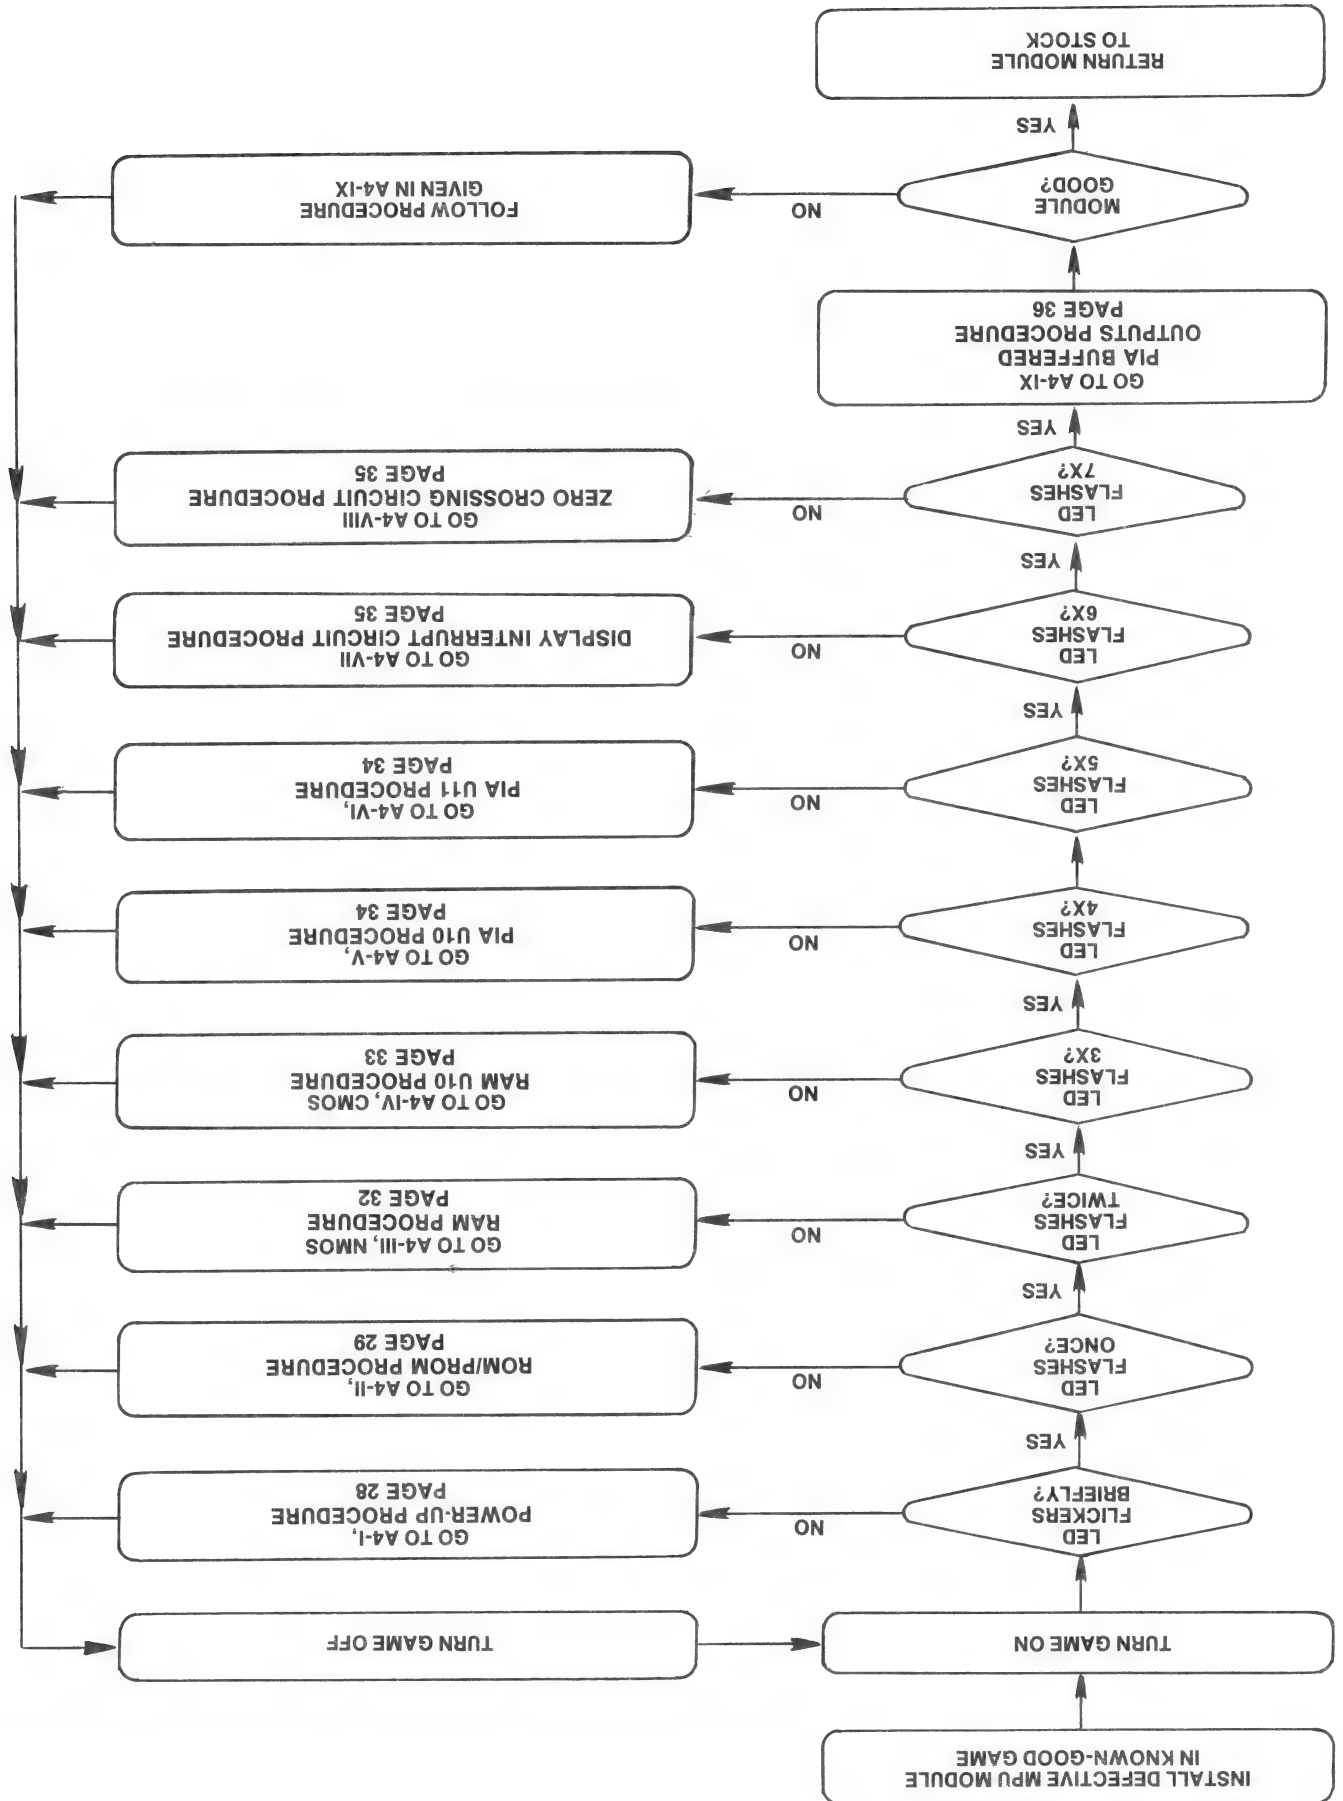 INSTALL DEFECTIVE MPU MODULE
IN KNOWN-GOOD GAME
TURN GAME ON
TURN GAME OFF
LED
FLICKERS
BRIEFLY?
NO
GO TO A4-I,
POWER-UP PROCEDURE
PAGE 28
YES
LED
FLASHES
ONCE?
NO
GO TO A4-II,
ROM/PROM PROCEDURE
PAGE 29
YES
LED
FLASHES
TWICE?
NO
GO TO A4-III, NMOS
RAM PROCEDURE
PAGE 32
YES
LED
FLASHES
3X?
NO
GO TO A4-IV, CMOS
RAM U10 PROCEDURE
PAGE 33
YES
LED
FLASHES
4X?
NO
GO TO A4-V,
PIA U10 PROCEDURE
PAGE 34
LED
FLASHES
5X?
NO
GO TO A4-VI,
PIA U11 PROCEDURE
PAGE 34
YES
LED
FLASHES
6X?
NO
GO TO A4-VII
DISPLAY INTERRUPT CIRCUIT PROCEDURE
PAGE 35
YES
LED
FLASHES
7X?
NO
GO TO A4-VIII
ZERO CROSSING CIRCUIT PROCEDURE
PAGE 35
YES
GO TO A4-IX
PIA BUFFERED
OUTPUTS PROCEDURE
PAGE 36
MODULE
GOOD?
NO
FOLLOW PROCEDURE
GIVEN IN A4-IX
YES
RETURN MODULE
TO STOCK